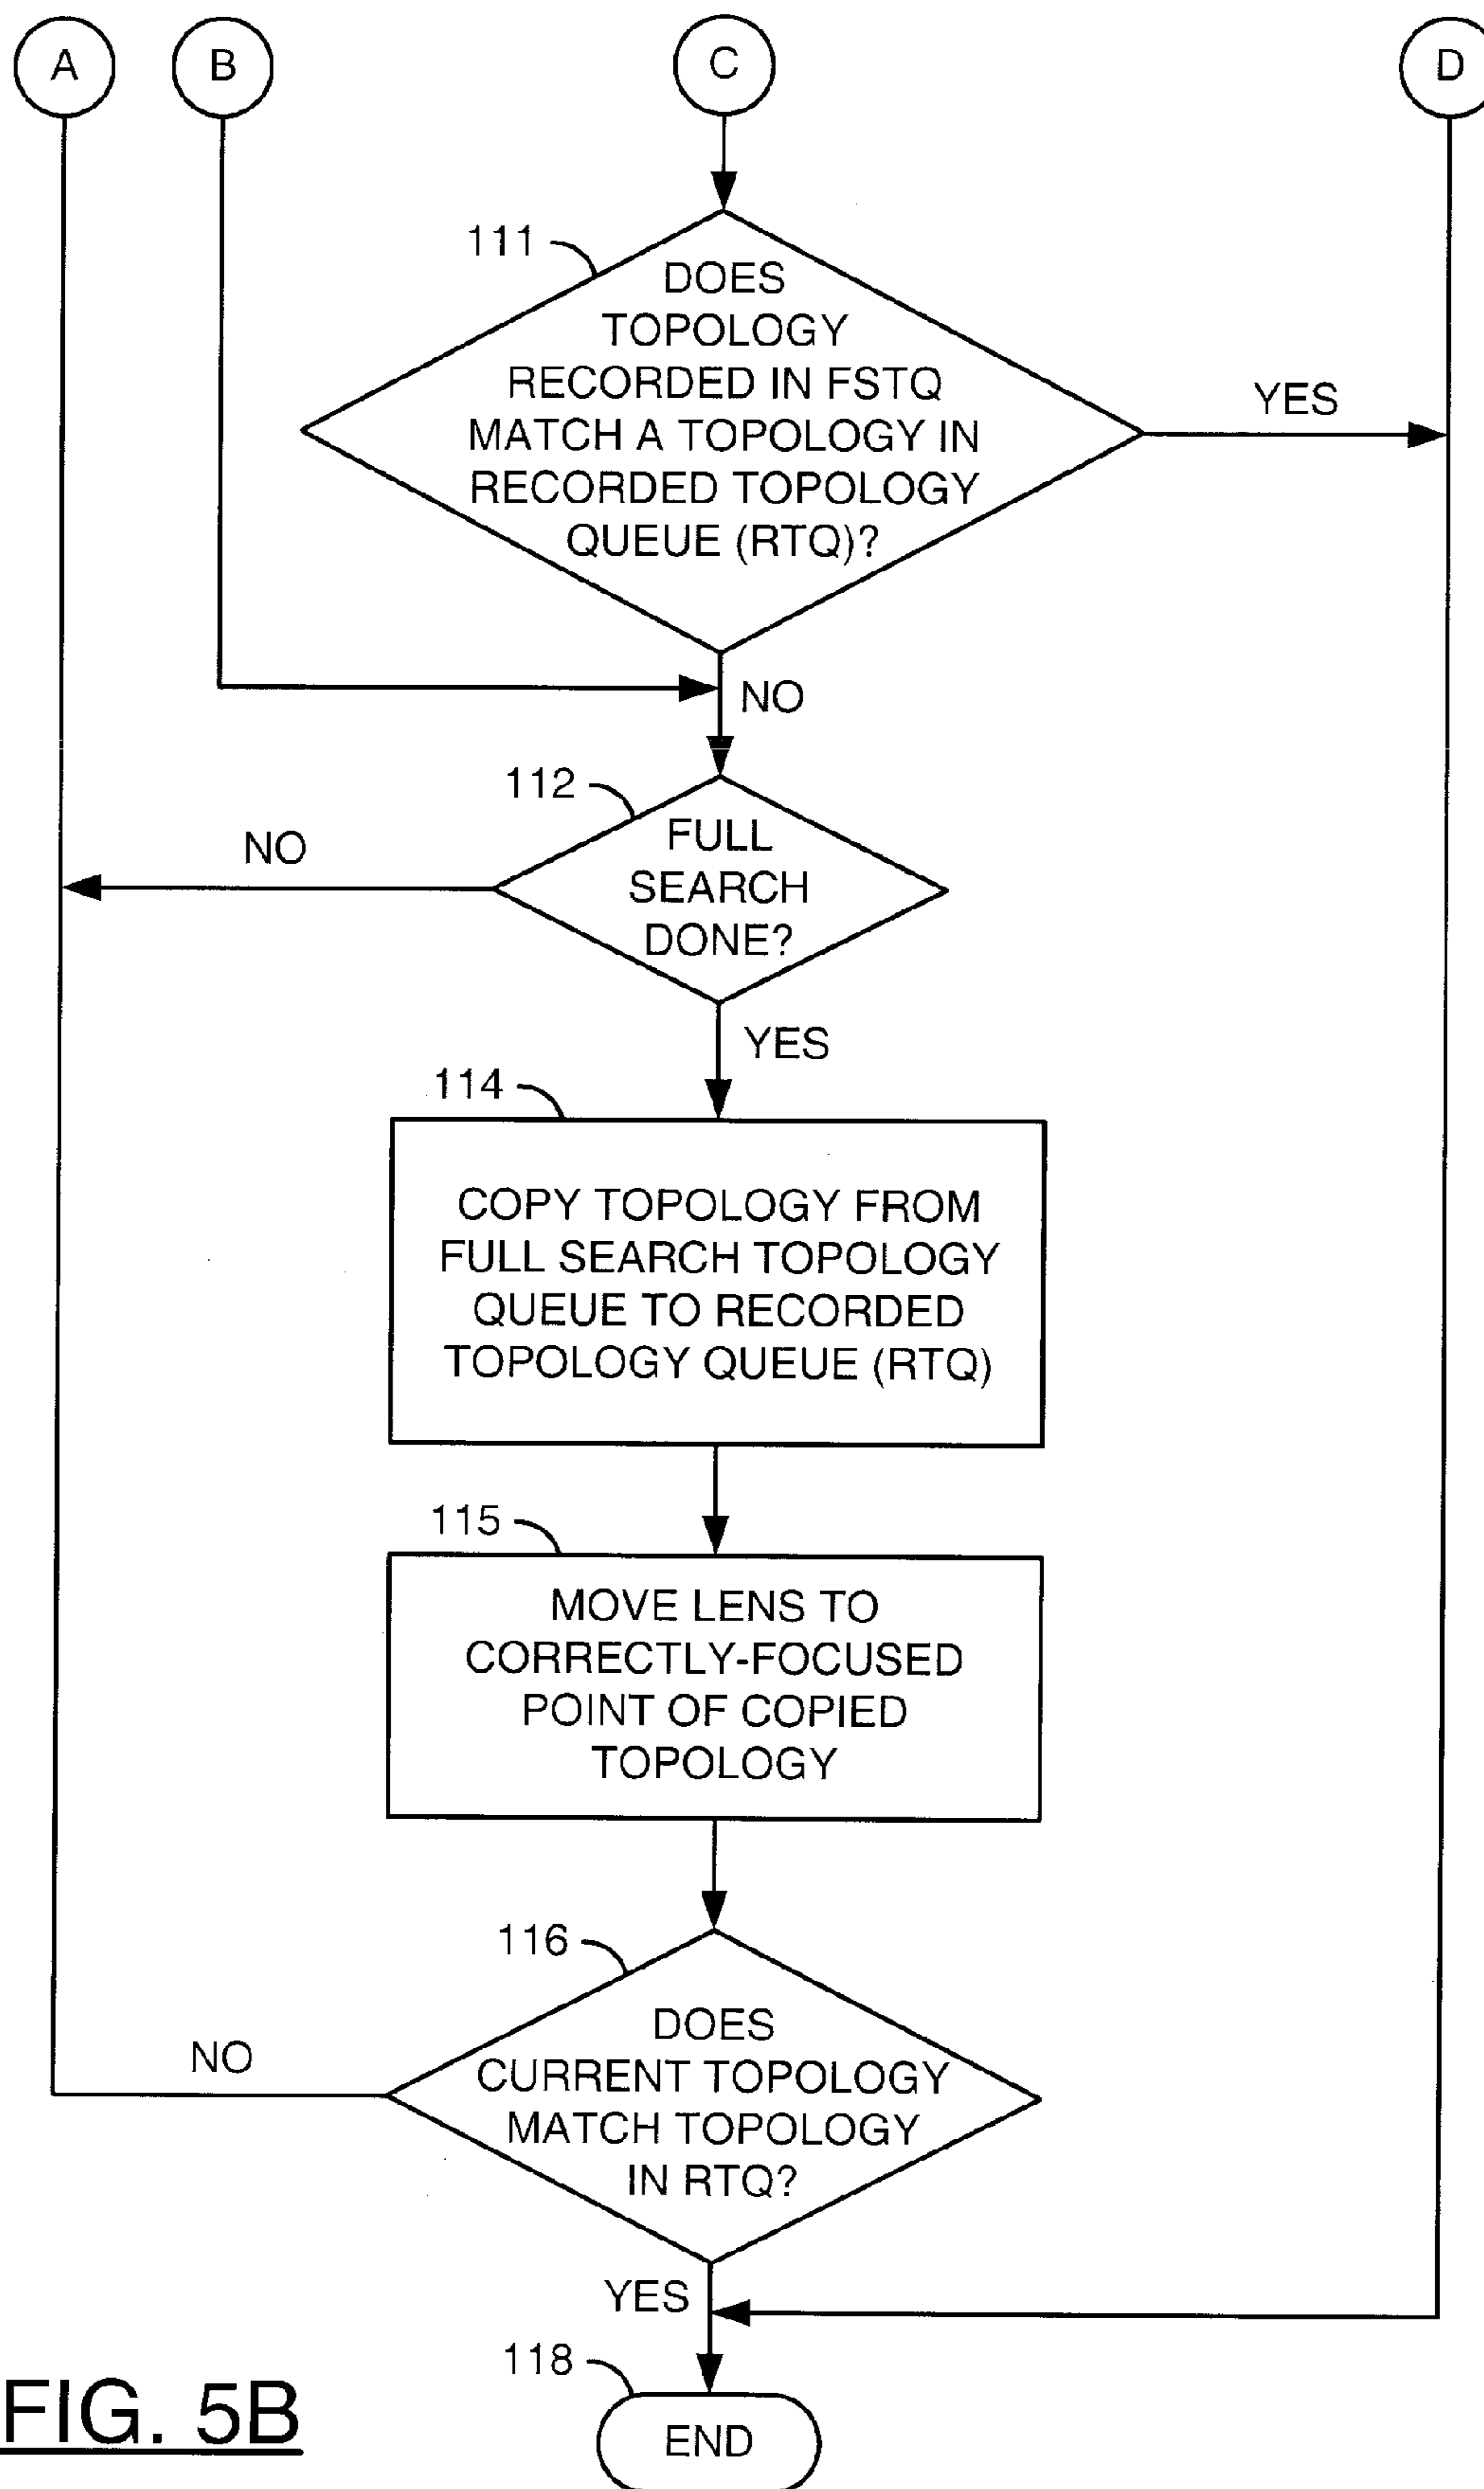 A
B
C
D
111
DOES
TOPOLOGY
RECORDED IN FSTQ
MATCH A TOPOLOGY IN
RECORDED TOPOLOGY
QUEUE (RTQ)?
YES
NO
112
FULL
SEARCH
DONE?
NO
YES
114
COPY TOPOLOGY FROM
FULL SEARCH TOPOLOGY
QUEUE TO RECORDED
TOPOLOGY QUEUE (RTQ)
115
MOVE LENS TO
CORRECTLY-FOCUSED
POINT OF COPIED
TOPOLOGY
116
DOES
CURRENT TOPOLOGY
MATCH TOPOLOGY
IN RTQ?
NO
YES
118
END
FIG. 5B